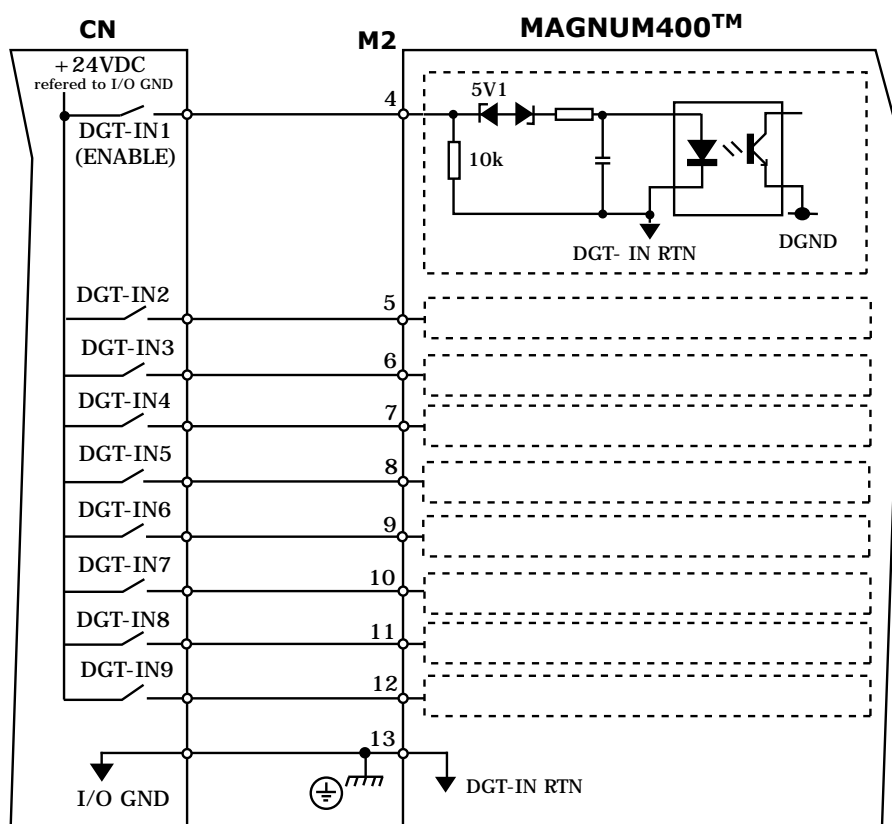 CN
M2
MAGNUM400™
+24VDC
refered to I/O GND
4
5V1
DGT-IN1
(ENABLE)
10k
DGT- IN RTN
DGND
DGT-IN2
5
DGT-IN3
6
DGT-IN4
7
DGT-IN5
8
DGT-IN6
9
DGT-IN7
10
DGT-IN8
11
DGT-IN9
12
13
I/O GND
DGT-IN RTN